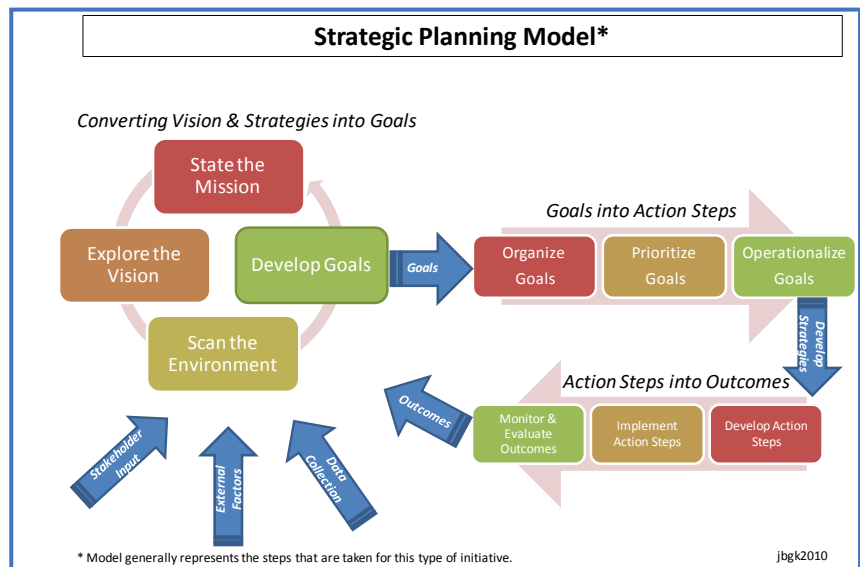 Strategic Planning Model*
Converting Vision & Strategies into Goals
State the
Mission
Explore the
Vision
Develop Goals
Scan the
Environment
Goals
Goals into Action Steps
Organize
Goals
Prioritize
Goals
Operationalize
Goals
Develop
Strategies
Action Steps into Outcomes
Monitor &
Evaluate
Outcomes
Implement
Action Steps
Develop Action
Steps
Outcomes
Stakeholder
Input
External
Factors
Data
Collection
* Model generally represents the steps that are taken for this type of initiative.
jbgk2010